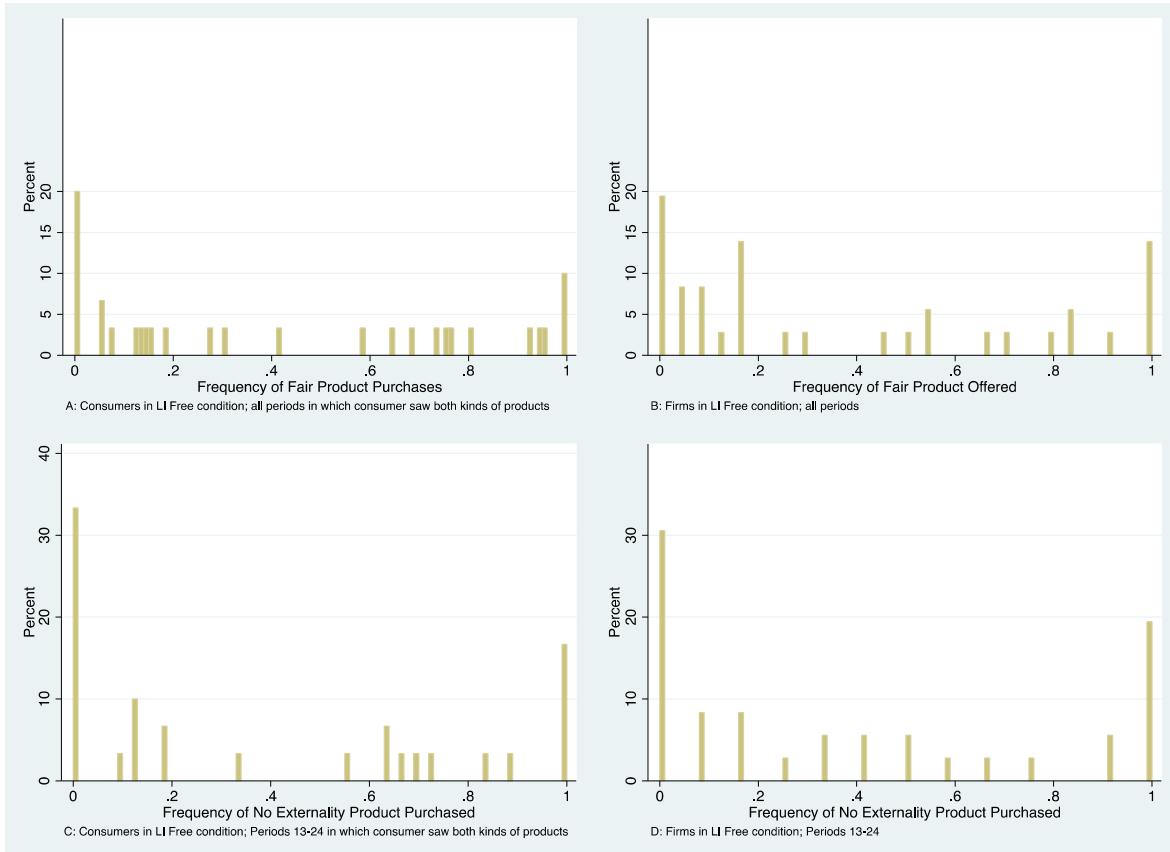 Percent
20
15
10
5
0
0 .2 .4 .6 .8 1
Frequency of Fair Product Purchases
A: Consumers in LI Free condition; all periods in which consumer saw both kinds of products
Percent
20
15
10
5
0
0 .2 .4 .6 .8 1
Frequency of Fair Product Offered
B: Firms in LI Free condition; all periods
Percent
40
30
20
10
0
0 .2 .4 .6 .8 1
Frequency of No Externality Product Purchased
C: Consumers in LI Free condition; Periods 13-24 in which consumer saw both kinds of products
Percent
30
20
10
0
0 .2 .4 .6 .8 1
Frequency of No Externality Product Purchased
D: Firms in LI Free condition; Periods 13-24